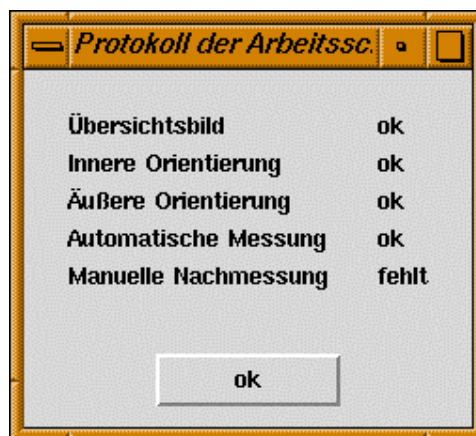 Protokoll der Arbeitssc.
Übersichtsbild ok
Innere Orientierung ok
Äußere Orientierung ok
Automatische Messung ok
Manuelle Nachmessung fehlt
ok